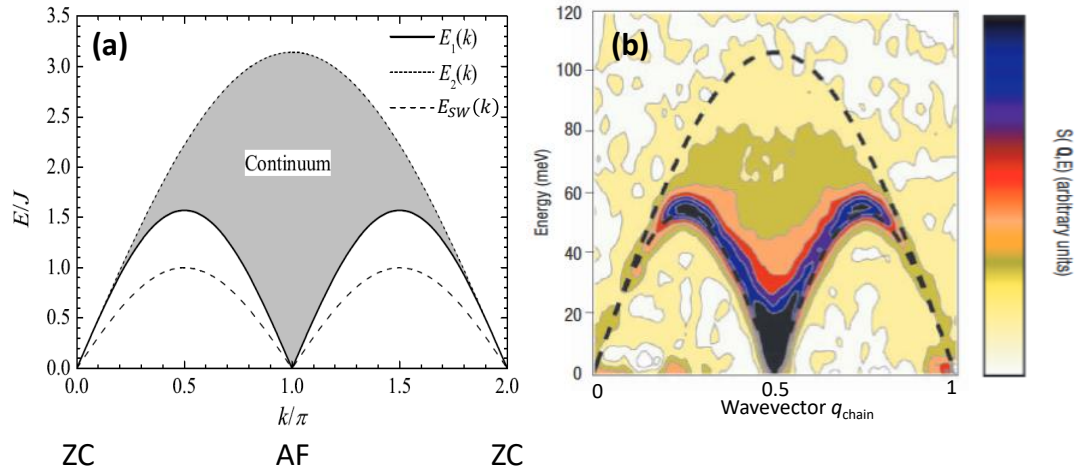 (a)
E₁(k)
E₂(k)
E_SW(k)
Continuum
E/J
3.5
3.0
2.5
2.0
1.5
1.0
0.5
0.0
0.0 0.5 1.0 1.5 2.0
k/π
ZC AF ZC
(b)
Energy (meV)
120
100
80
60
40
20
0
0 0.5 1
Wavevector q_chain
S(Q,E) (arbitrary units)